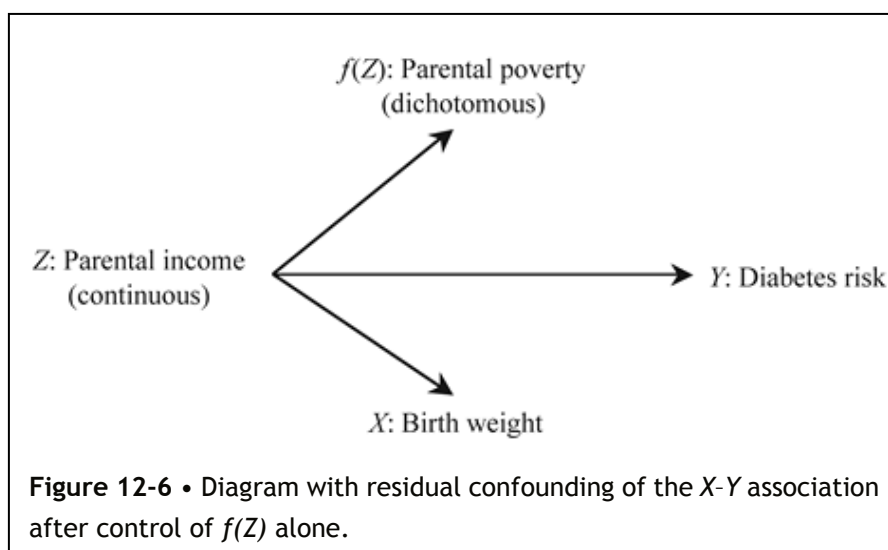 f(Z): Parental poverty
(dichotomous)
Z: Parental income
(continuous)
Y: Diabetes risk
X: Birth weight
Figure 12-6 • Diagram with residual confounding of the X–Y association
after control of f(Z) alone.